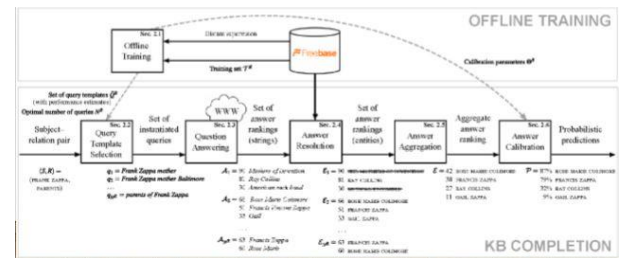 OFFLINE TRAINING
Sec. 2.1
Offline
Training
Distant supervision
Training set
Freebase
Calibration parameters
Set of query templates
(with performance estimates)
Optimal number of queries
Subject-
relation pair
Sec. 2.2
Query
Template
Selection
Set of
instantiated
queries
WWW
Sec. 2.3
Question
Answering
Set of
answer
rankings
(strings)
Sec. 2.4
Answer
Resolution
Set of
answer
rankings
(entities)
Sec. 2.5
Answer
Aggregation
Aggregate
answer
ranking
Sec. 2.6
Answer
Calibration
Probabilistic
predictions
(S,R) =
(FRANK ZAPPA,
PARENTS)
Frank Zappa mother
Frank Zappa mother Baltimore
parents of Frank Zappa
Mothers of Invention
Ray Collins
Rose Marie Colimore
Francis Vincent Zappa
Gail
Francis Zappa
Rose Marie
RAY COLLINS
ROSE MARIE COLIMORE
FRANCIS ZAPPA
GAIL ZAPPA
FRANCIS ZAPPA
ROSE MARIE COLIMORE
ROSE MARIE COLIMORE
FRANCIS ZAPPA
RAY COLLINS
GAIL ZAPPA
ROSE MARIE COLIMORE
FRANCIS ZAPPA
RAY COLLINS
GAIL ZAPPA
KB COMPLETION